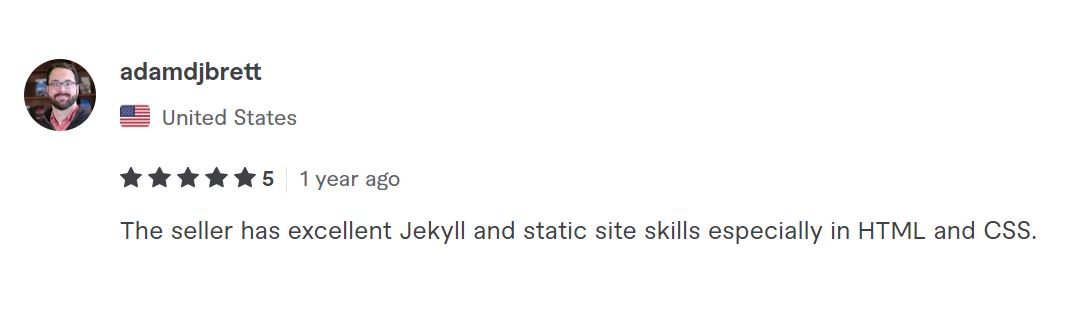 adamdjbrett
United States
5 1 year ago
The seller has excellent Jekyll and static site skills especially in HTML and CSS.